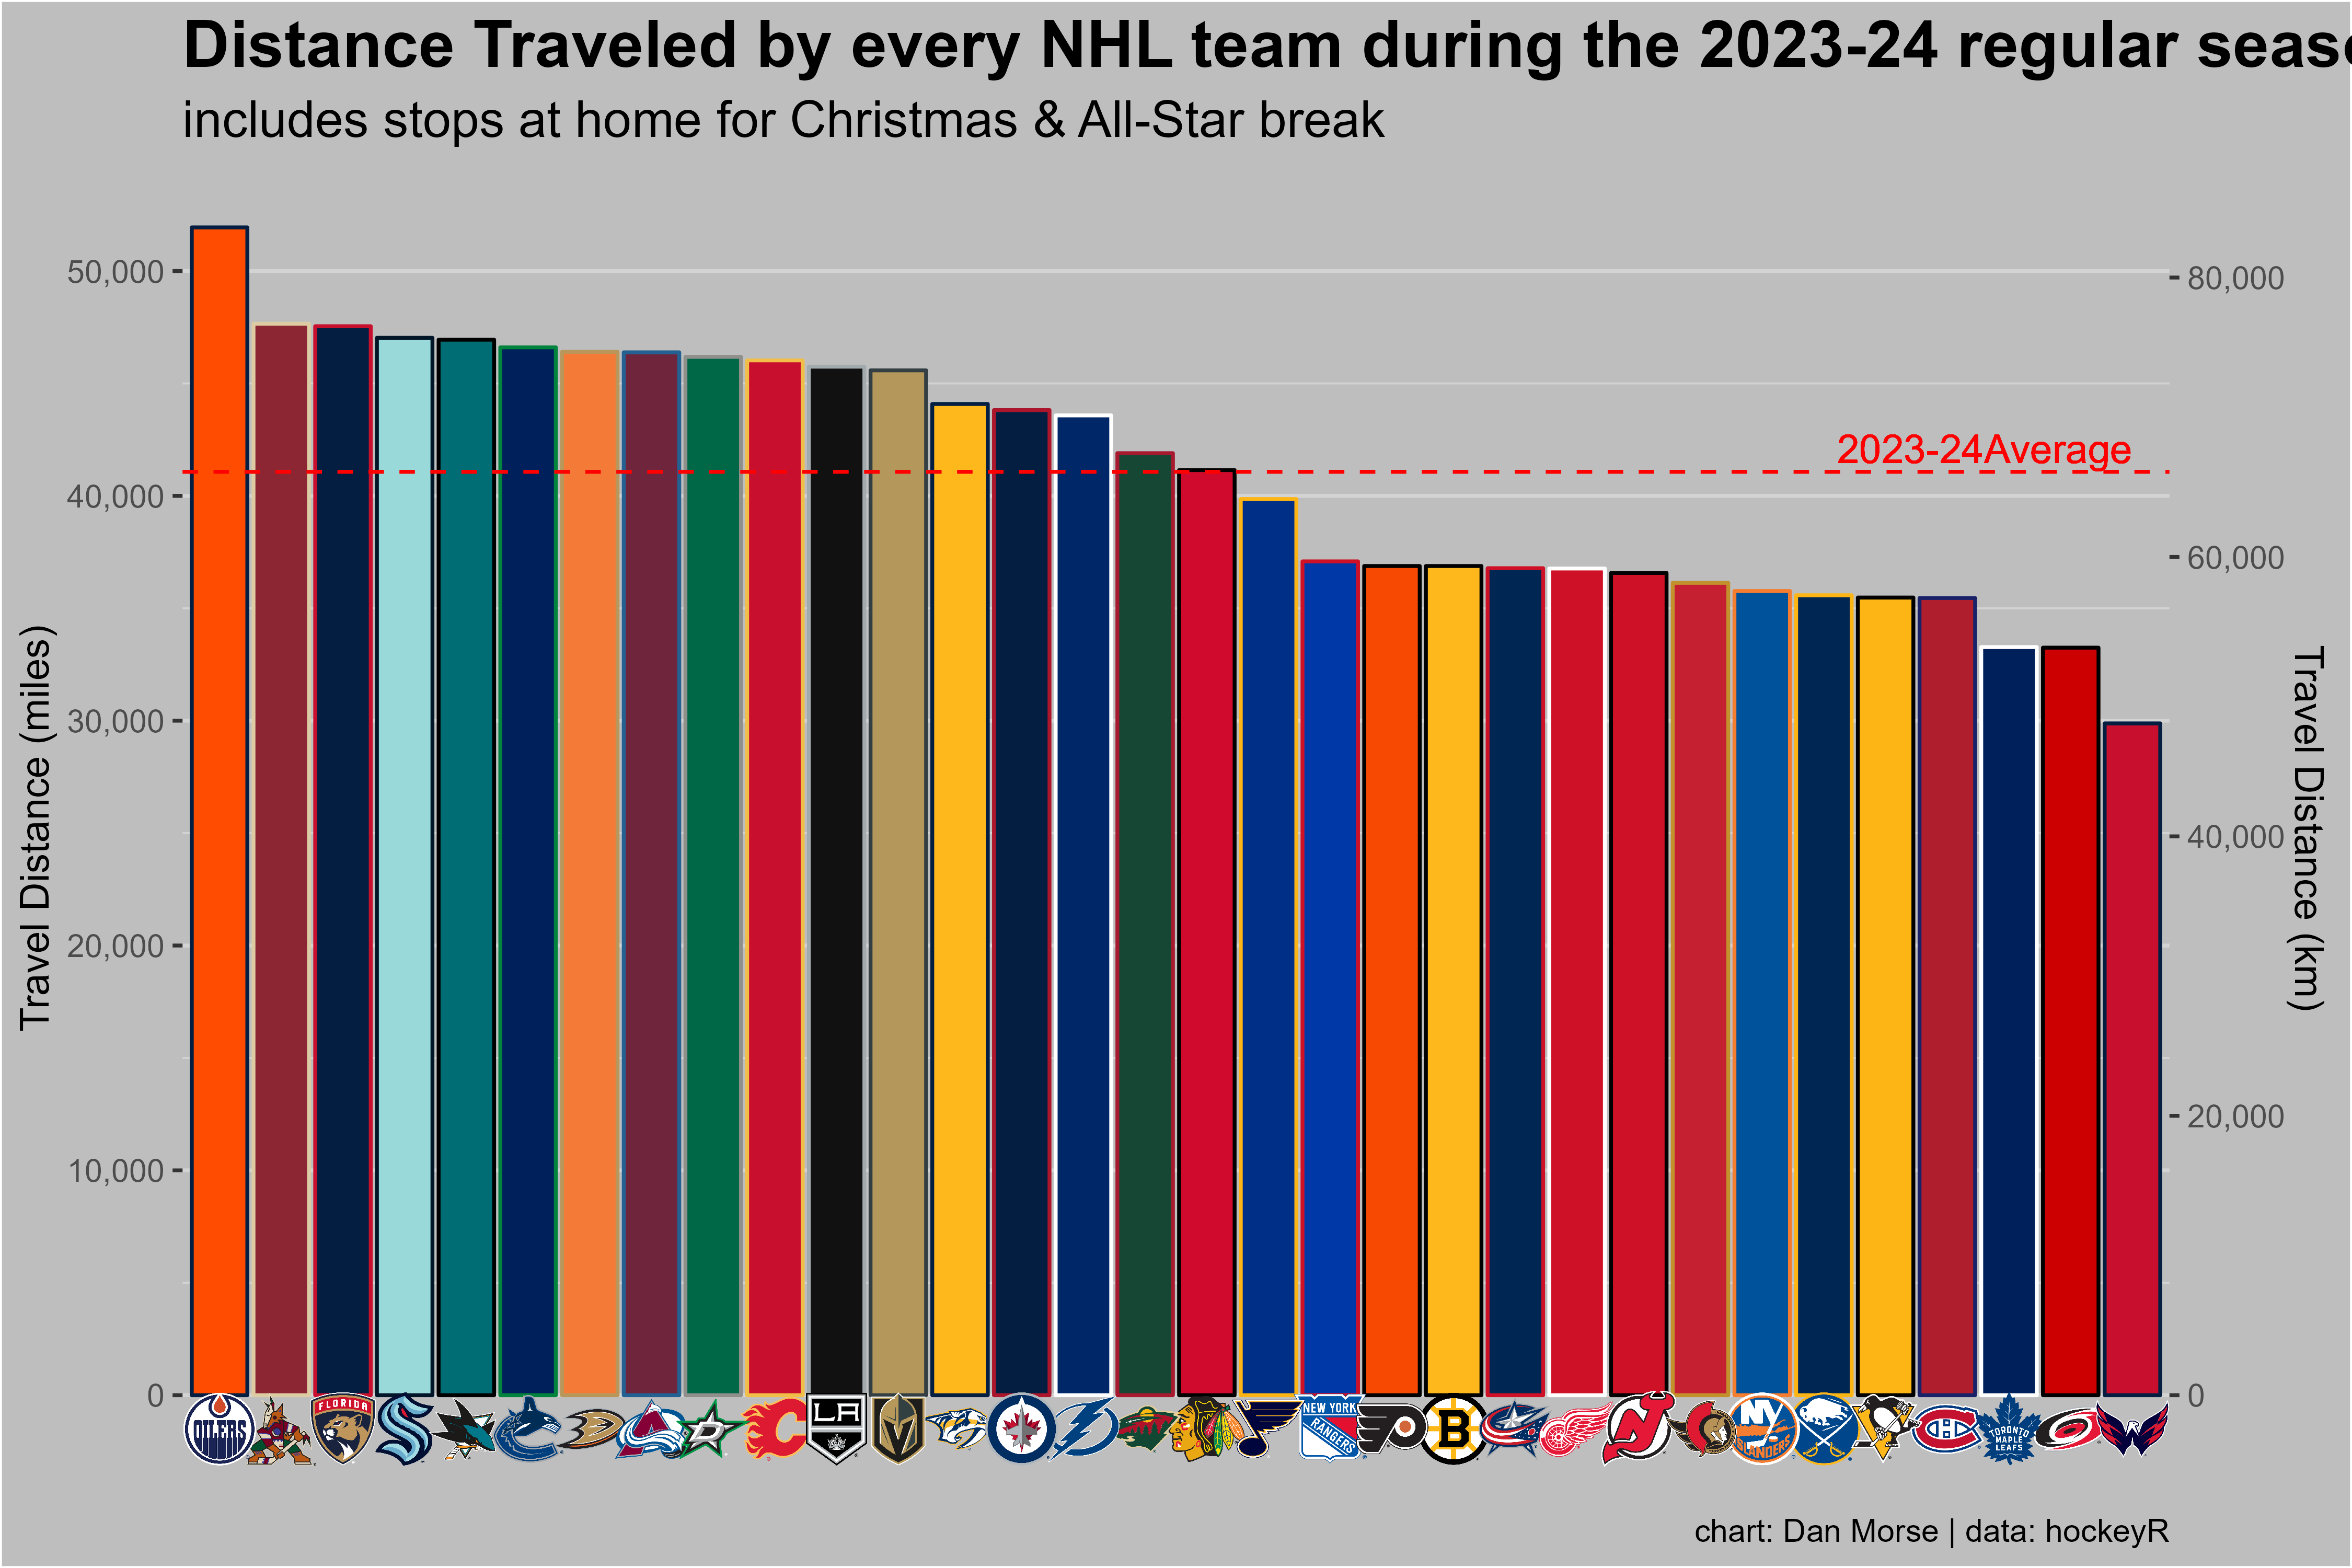 Distance Traveled by every NHL team during the 2023-24 regular seas
includes stops at home for Christmas & All-Star break
Travel Distance (miles)
50,000
40,000
30,000
20,000
10,000
0
2023-24Average
80,000
60,000
40,000
20,000
0
Travel Distance (km)
OILERS
FLORIDA
LA
NEW YORK
RANGERS
B
NY
ISLANDERS
TORONTO
MAPLE
LEAFS
chart: Dan Morse | data: hockeyR